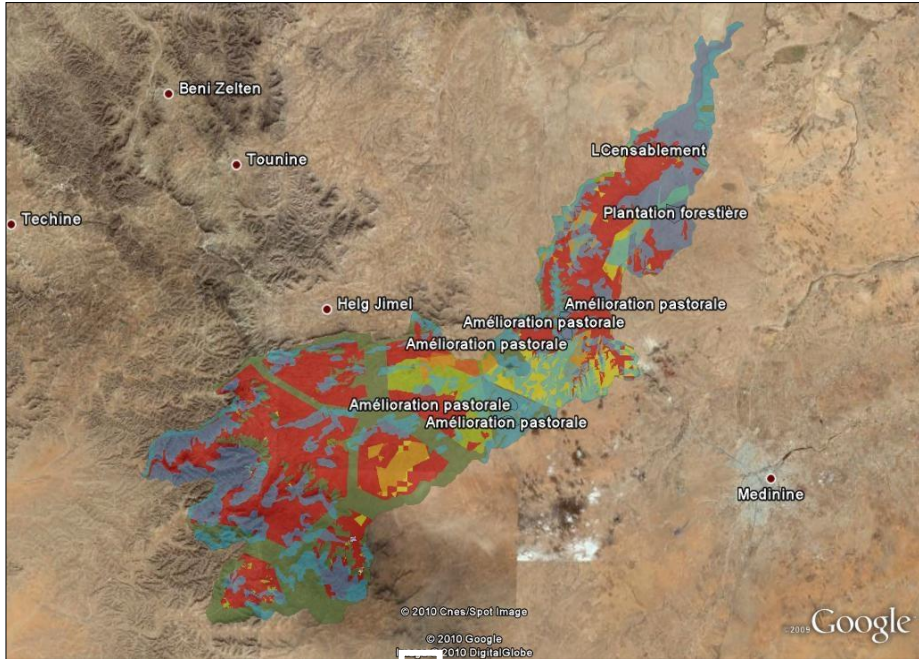 Beni Zelten
LCensablement
Tounine
Plantation forestière
Techine
Helg Jimel
Amélioration pastorale
Amélioration pastorale
Amélioration pastorale
Amélioration pastorale
Amélioration pastorale
Medinine
© 2010 Cnes/Spot Image
©2009 Google
© 2010 Google
© 2010 DigitalGlobe